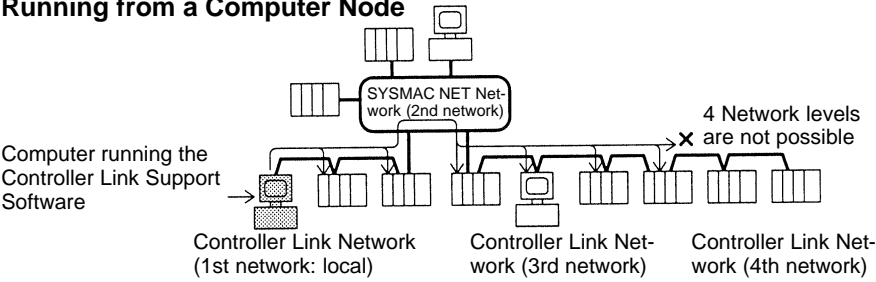 Running from a Computer Node
SYSMAC NET Net-
work (2nd network)
4 Network levels
are not possible
Computer running the
Controller Link Support
Software
Controller Link Network
(1st network: local)
Controller Link Net-
work (3rd network)
Controller Link Net-
work (4th network)